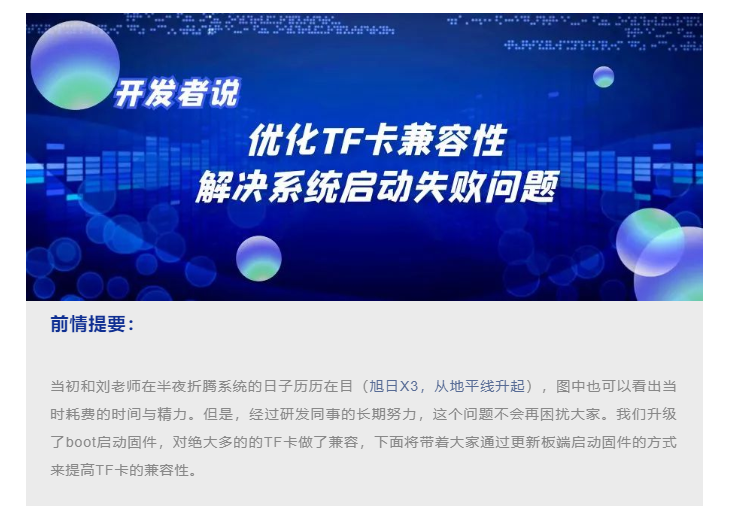 开发者说
优化TF卡兼容性
解决系统启动失败问题
前情提要：
当初和刘老师在半夜折腾系统的日子历历在目（旭日X3，从地平线升起），图中也可以看出当
时耗费的时间与精力。但是，经过研发同事的长期努力，这个问题不会再困扰大家。我们升级
了boot启动固件，对绝大多的的TF卡做了兼容，下面将带着大家通过更新板端启动固件的方式
来提高TF卡的兼容性。